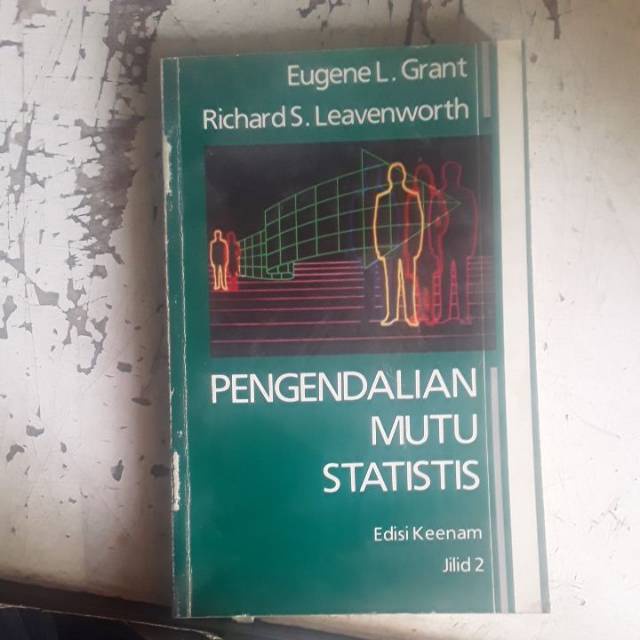 Eugene L. Grant
Richard S. Leavenworth
PENGENDALIAN
MUTU
STATISTIS
Edisi Keenam
Jilid 2